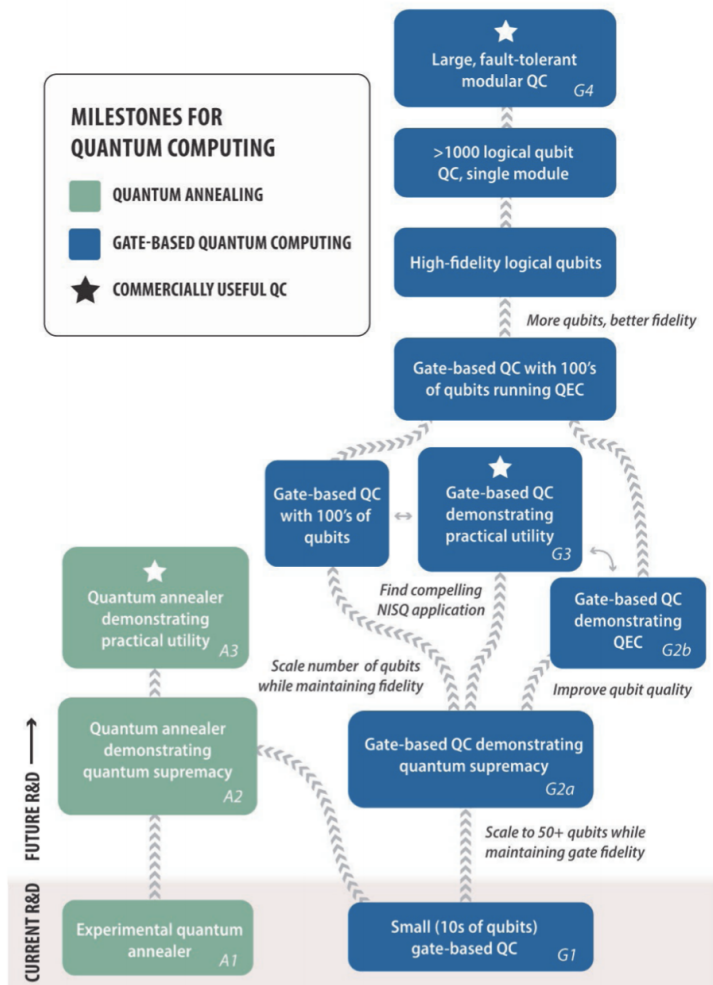 MILESTONES FOR
QUANTUM COMPUTING
QUANTUM ANNEALING
GATE-BASED QUANTUM COMPUTING
COMMERCIALLY USEFUL QC
Large, fault-tolerant
modular QC
G4
>1000 logical qubit
QC, single module
High-fidelity logical qubits
More qubits, better fidelity
Gate-based QC with 100's
of qubits running QEC
Gate-based QC
with 100's of
qubits
Gate-based QC
demonstrating
practical utility
G3
Find compelling
NISQ application
Gate-based QC
demonstrating
QEC
G2b
Quantum annealer
demonstrating
practical utility
A3
Scale number of qubits
while maintaining fidelity
Improve qubit quality
Quantum annealer
demonstrating
quantum supremacy
A2
Gate-based QC demonstrating
quantum supremacy
G2a
Scale to 50+ qubits while
maintaining gate fidelity
FUTURE R&D
CURRENT R&D
Experimental quantum
annealer
A1
Small (10s of qubits)
gate-based QC
G1